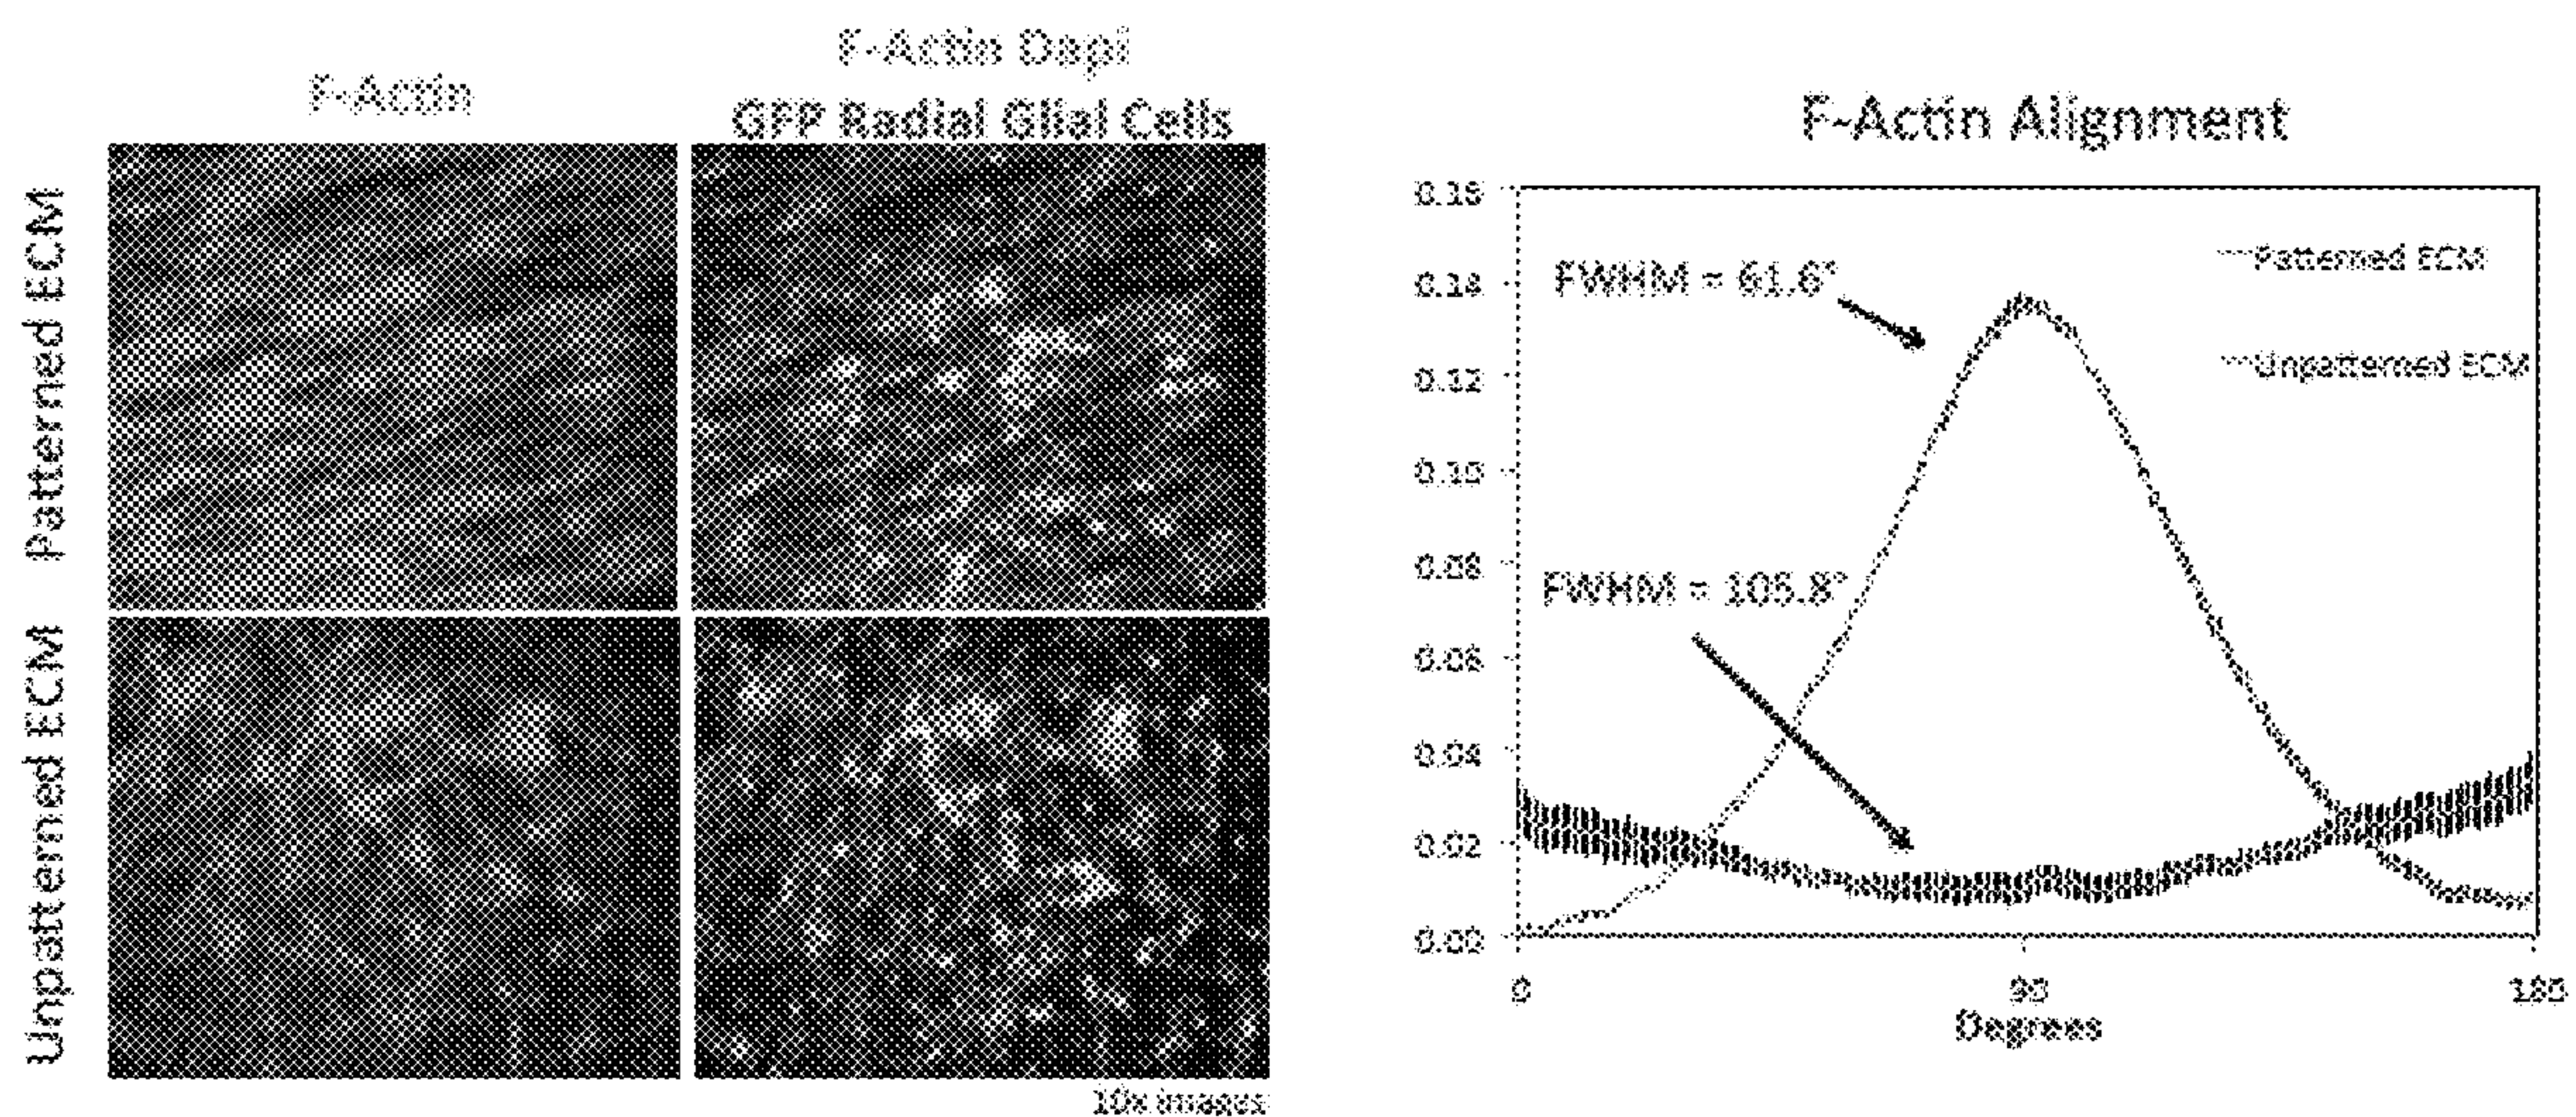 F-Actin
F-Actin Dapi
GFP Radial Glial Cells
Patterned ECM
Unpatterned ECM
10x images
F-Actin Alignment
0.16
0.14
0.12
0.10
0.08
0.06
0.04
0.02
0.00
FWHM = 61.6°
FWHM = 105.8°
Patterned ECM
Unpatterned ECM
0
90
180
Degrees